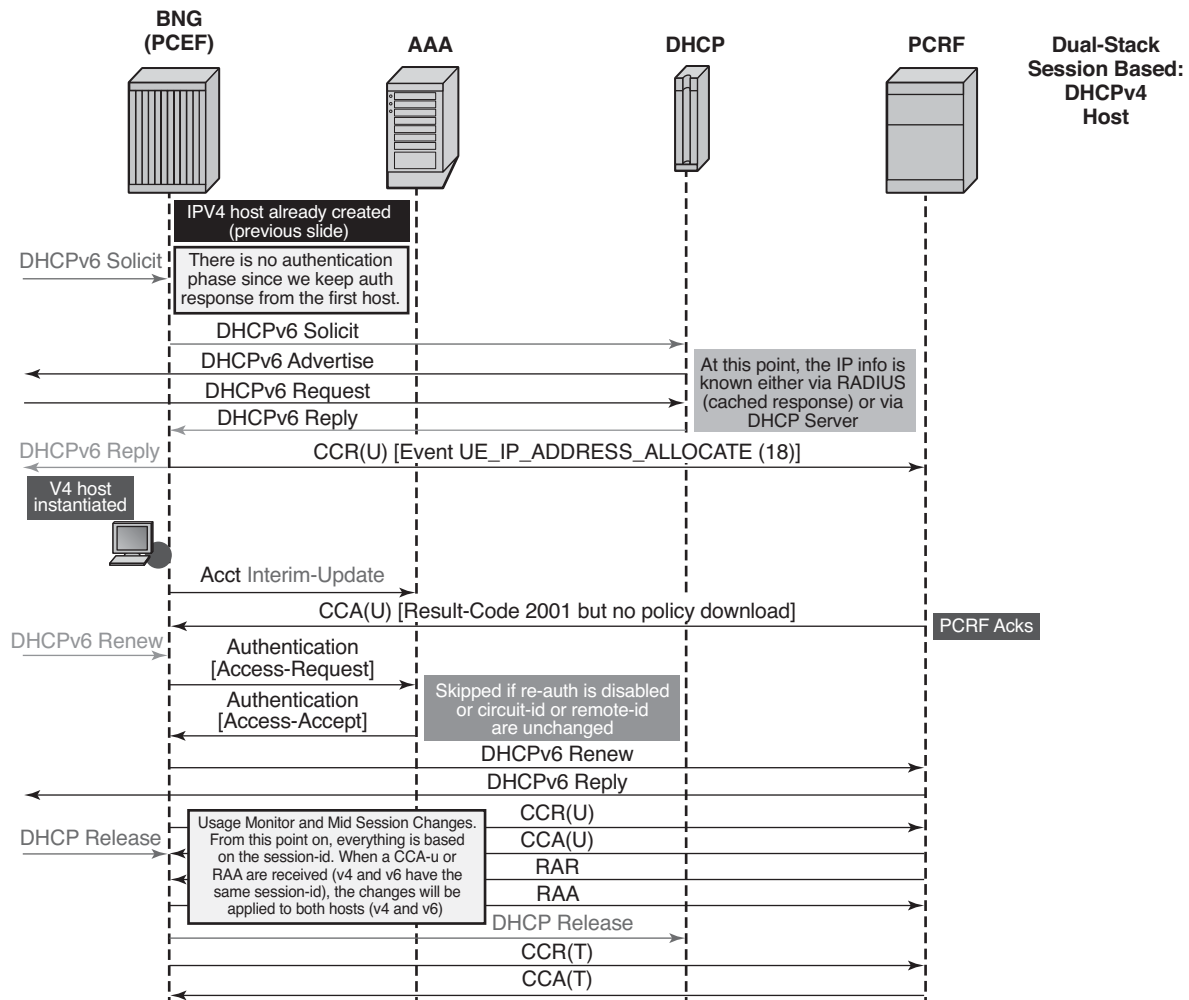 BNG
(PCEF)
AAA
DHCP
PCRF
Dual-Stack
Session Based:
DHCPv4
Host
IPV4 host already created
(previous slide)
DHCPv6 Solicit
There is no authentication
phase since we keep auth
response from the first host.
DHCPv6 Solicit
DHCPv6 Advertise
DHCPv6 Request
DHCPv6 Reply
At this point, the IP info is
known either via RADIUS
(cached response) or via
DHCP Server
DHCPv6 Reply
CCR(U) [Event UE_IP_ADDRESS_ALLOCATE (18)]
V4 host
instantiated
Acct Interim-Update
CCA(U) [Result-Code 2001 but no policy download]
PCRF Acks
DHCPv6 Renew
Authentication
[Access-Request]
Authentication
[Access-Accept]
Skipped if re-auth is disabled
or circuit-id or remote-id
are unchanged
DHCPv6 Renew
DHCPv6 Reply
CCR(U)
DHCP Release
Usage Monitor and Mid Session Changes.
From this point on, everything is based
on the session-id. When a CCA-u or
RAA are received (v4 and v6 have the
same session-id), the changes will be
applied to both hosts (v4 and v6)
CCA(U)
RAR
RAA
DHCP Release
CCR(T)
CCA(T)